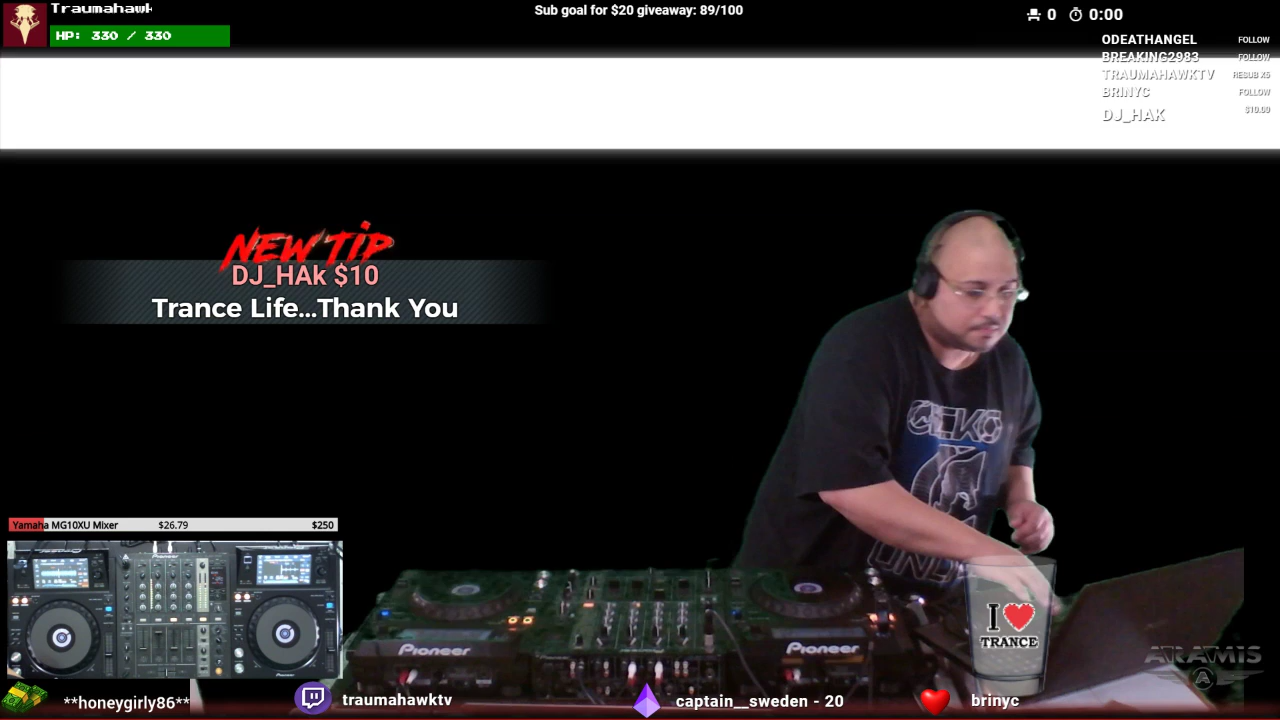 Traumahawk
HP: 330 / 330
Sub goal for $20 giveaway: 89/100
0 0:00
ODEATHANGEL FOLLOW
BREAKING2983 FOLLOW
TRAUMAHAWKTV RESUB X5
BRINYC FOLLOW
DJ_HAK $10.00
NEW TIP
DJ_HAk $10
Trance Life...Thank You
Yamaha MG10XU Mixer $26.79 $250
Pioneer
Pioneer
I
TRANCE
ARAMIS
A
**honeygirly86**
traumahawktv
captain__sweden - 20
brinyc